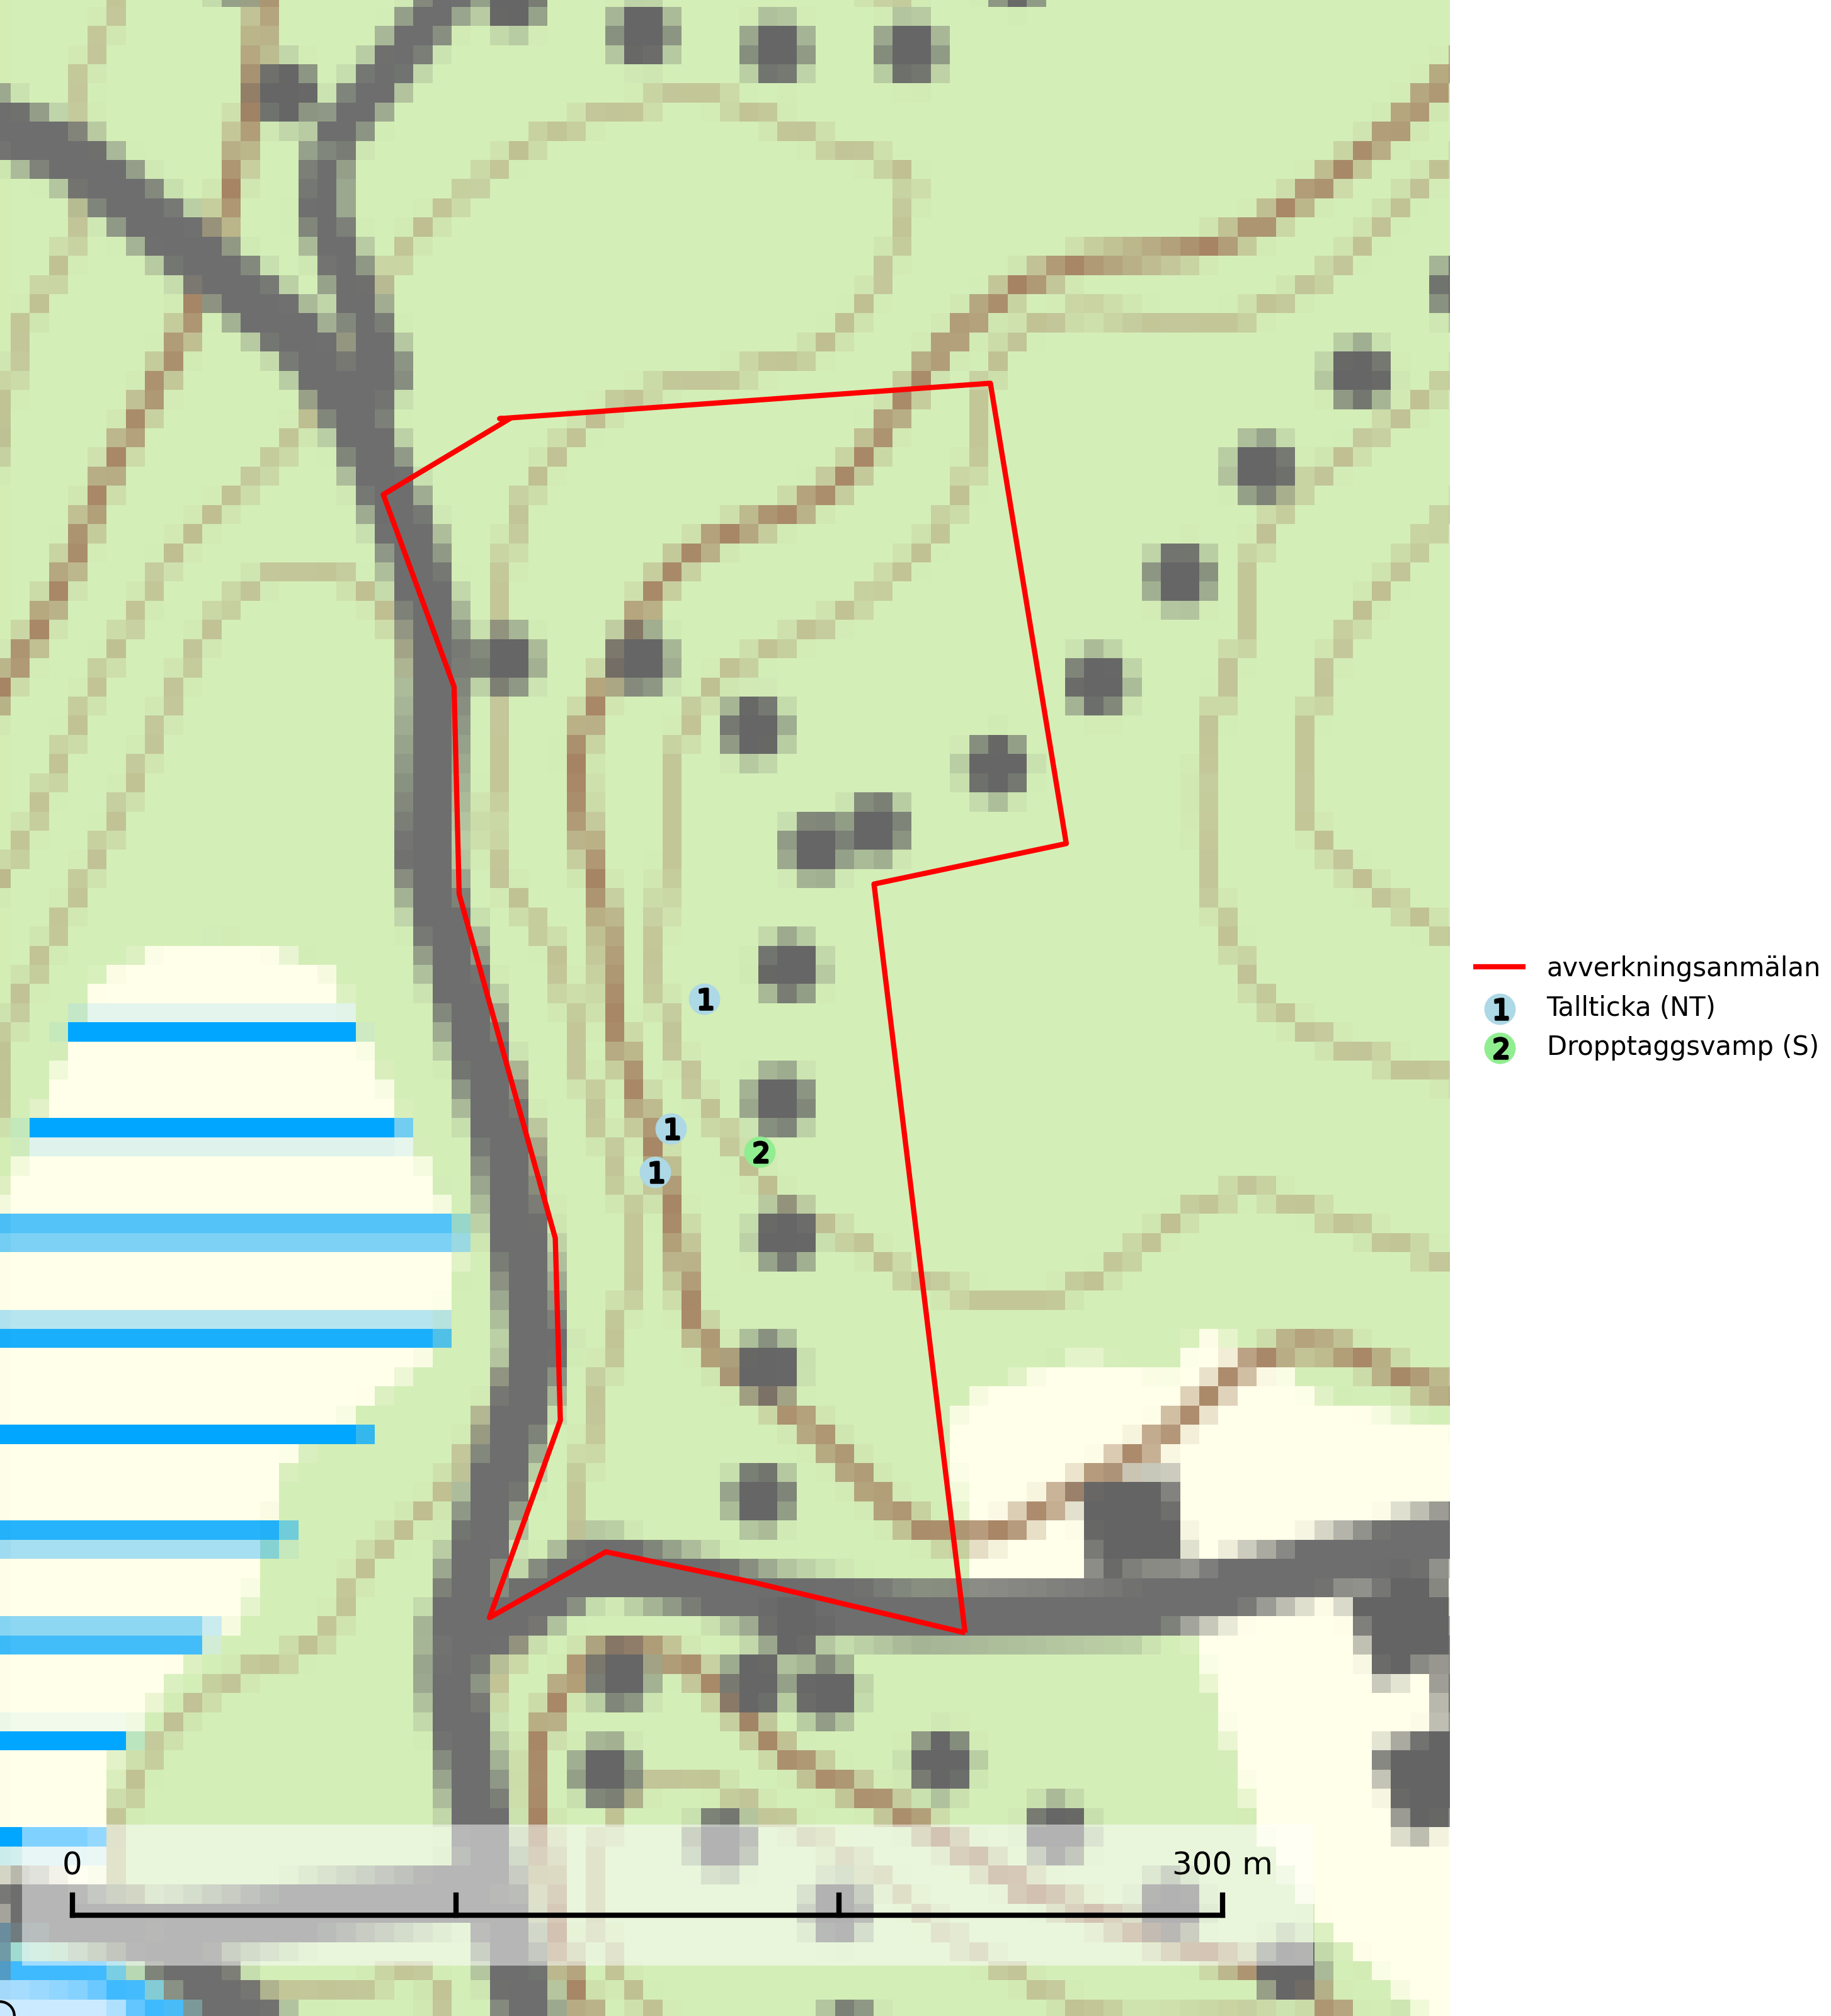 avverkningsanmälan
1 Tallticka (NT)
2 Dropptaggsvamp (S)
1
1
2
1
0 300 m